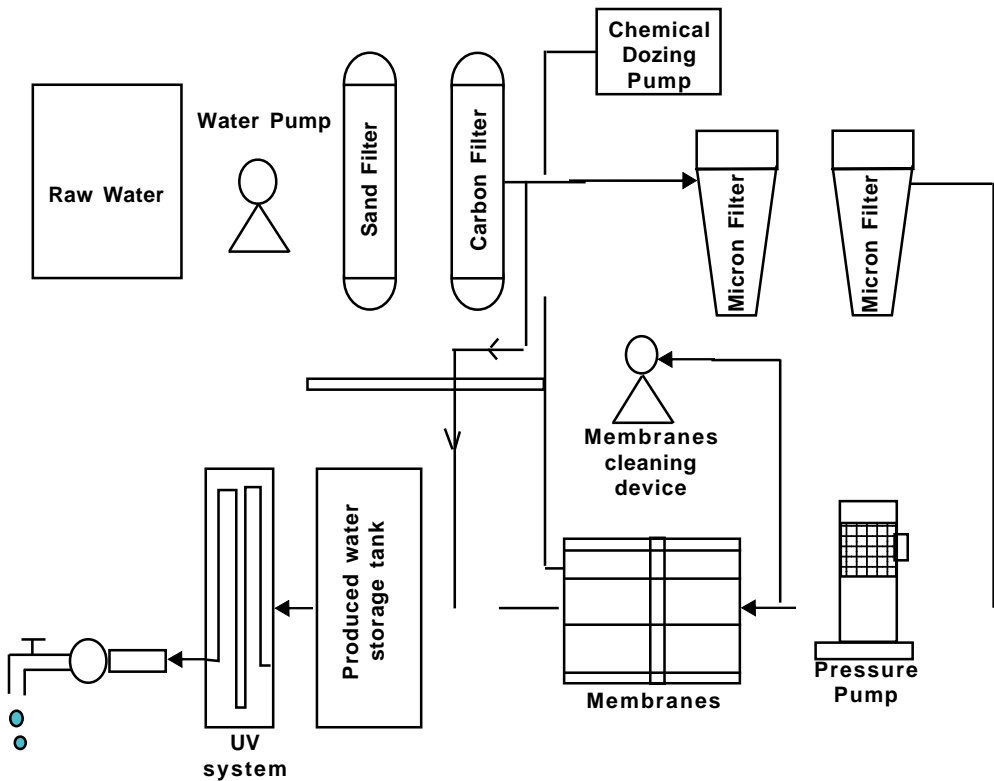 Chemical
Dozing
Pump
Water Pump
Raw Water
Sand Filter
Carbon Filter
Micron Filter
Micron Filter
Membranes
cleaning
device
Produced water
storage tank
Membranes
Pressure
Pump
UV
system